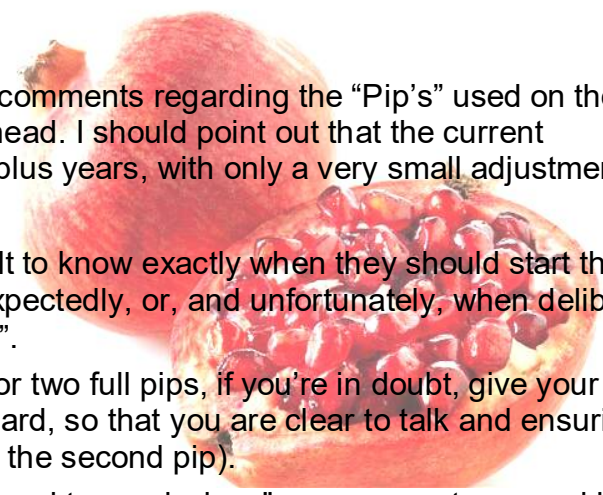 comments regarding the “Pip’s” used on the
head. I should point out that the current
plus years, with only a very small adjustmen
lt to know exactly when they should start th
xpectedly, or, and unfortunately, when delib
”.
or two full pips, if you’re in doubt, give your
ard, so that you are clear to talk and ensuri
the second pip).